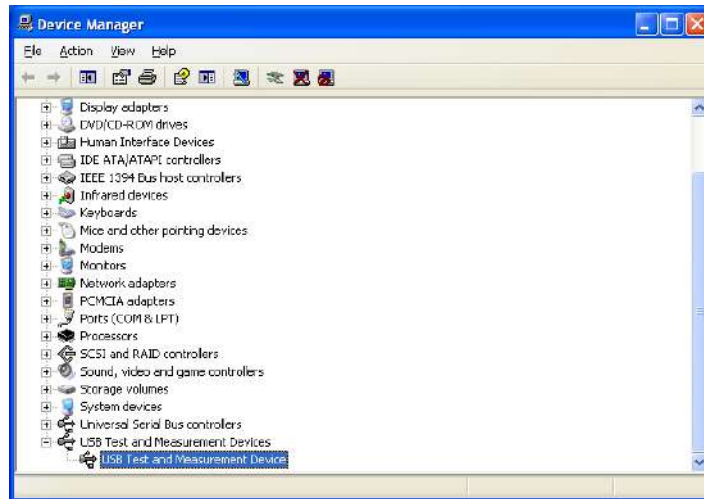 Device Manager
File Action View Help
Display adapters
DVD/CD-ROM drives
Human Interface Devices
IDE ATA/ATAPI controllers
IEEE 1394 Bus host controllers
Infrared devices
Keyboards
Mice and other pointing devices
Modems
Monitors
Network adapters
PCMCIA adapters
Ports (COM & LPT)
Processors
SCSI and RAID controllers
Sound, video and game controllers
Storage volumes
System devices
Universal Serial Bus controllers
USB Test and Measurement Devices
USB Test and Measurement Device